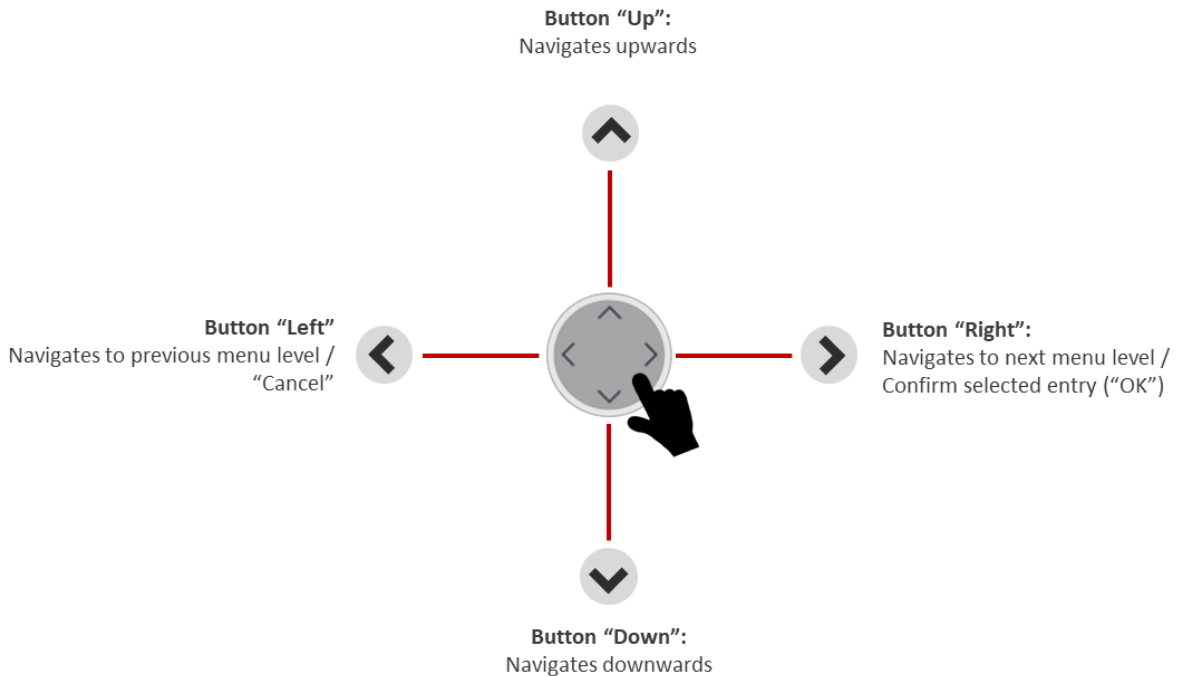 Button “Up”:
Navigates upwards
Button “Left”
Navigates to previous menu level /
“Cancel”
Button “Right”:
Navigates to next menu level /
Confirm selected entry (“OK”)
Button “Down”:
Navigates downwards